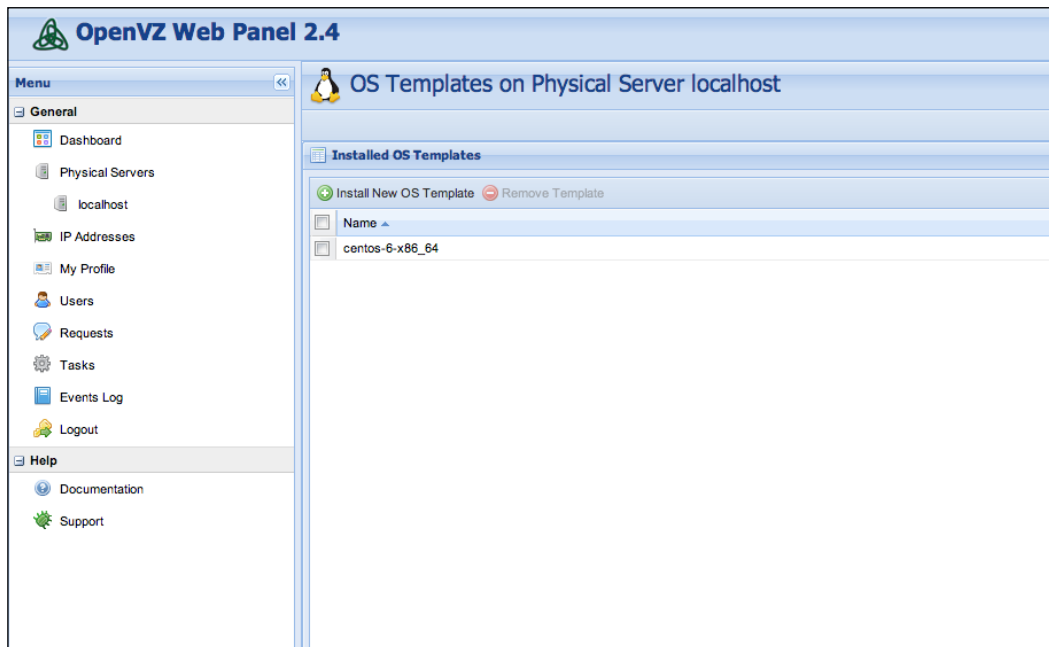 OpenVZ Web Panel 2.4
Menu
General
Dashboard
Physical Servers
localhost
IP Addresses
My Profile
Users
Requests
Tasks
Events Log
Logout
Help
Documentation
Support
OS Templates on Physical Server localhost
Installed OS Templates
Install New OS Template Remove Template
Name
centos-6-x86_64